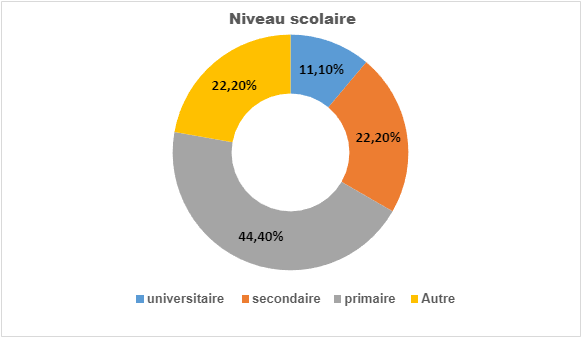 Niveau scolaire
11,10%
22,20%
22,20%
44,40%
universitaire secondaire primaire Autre